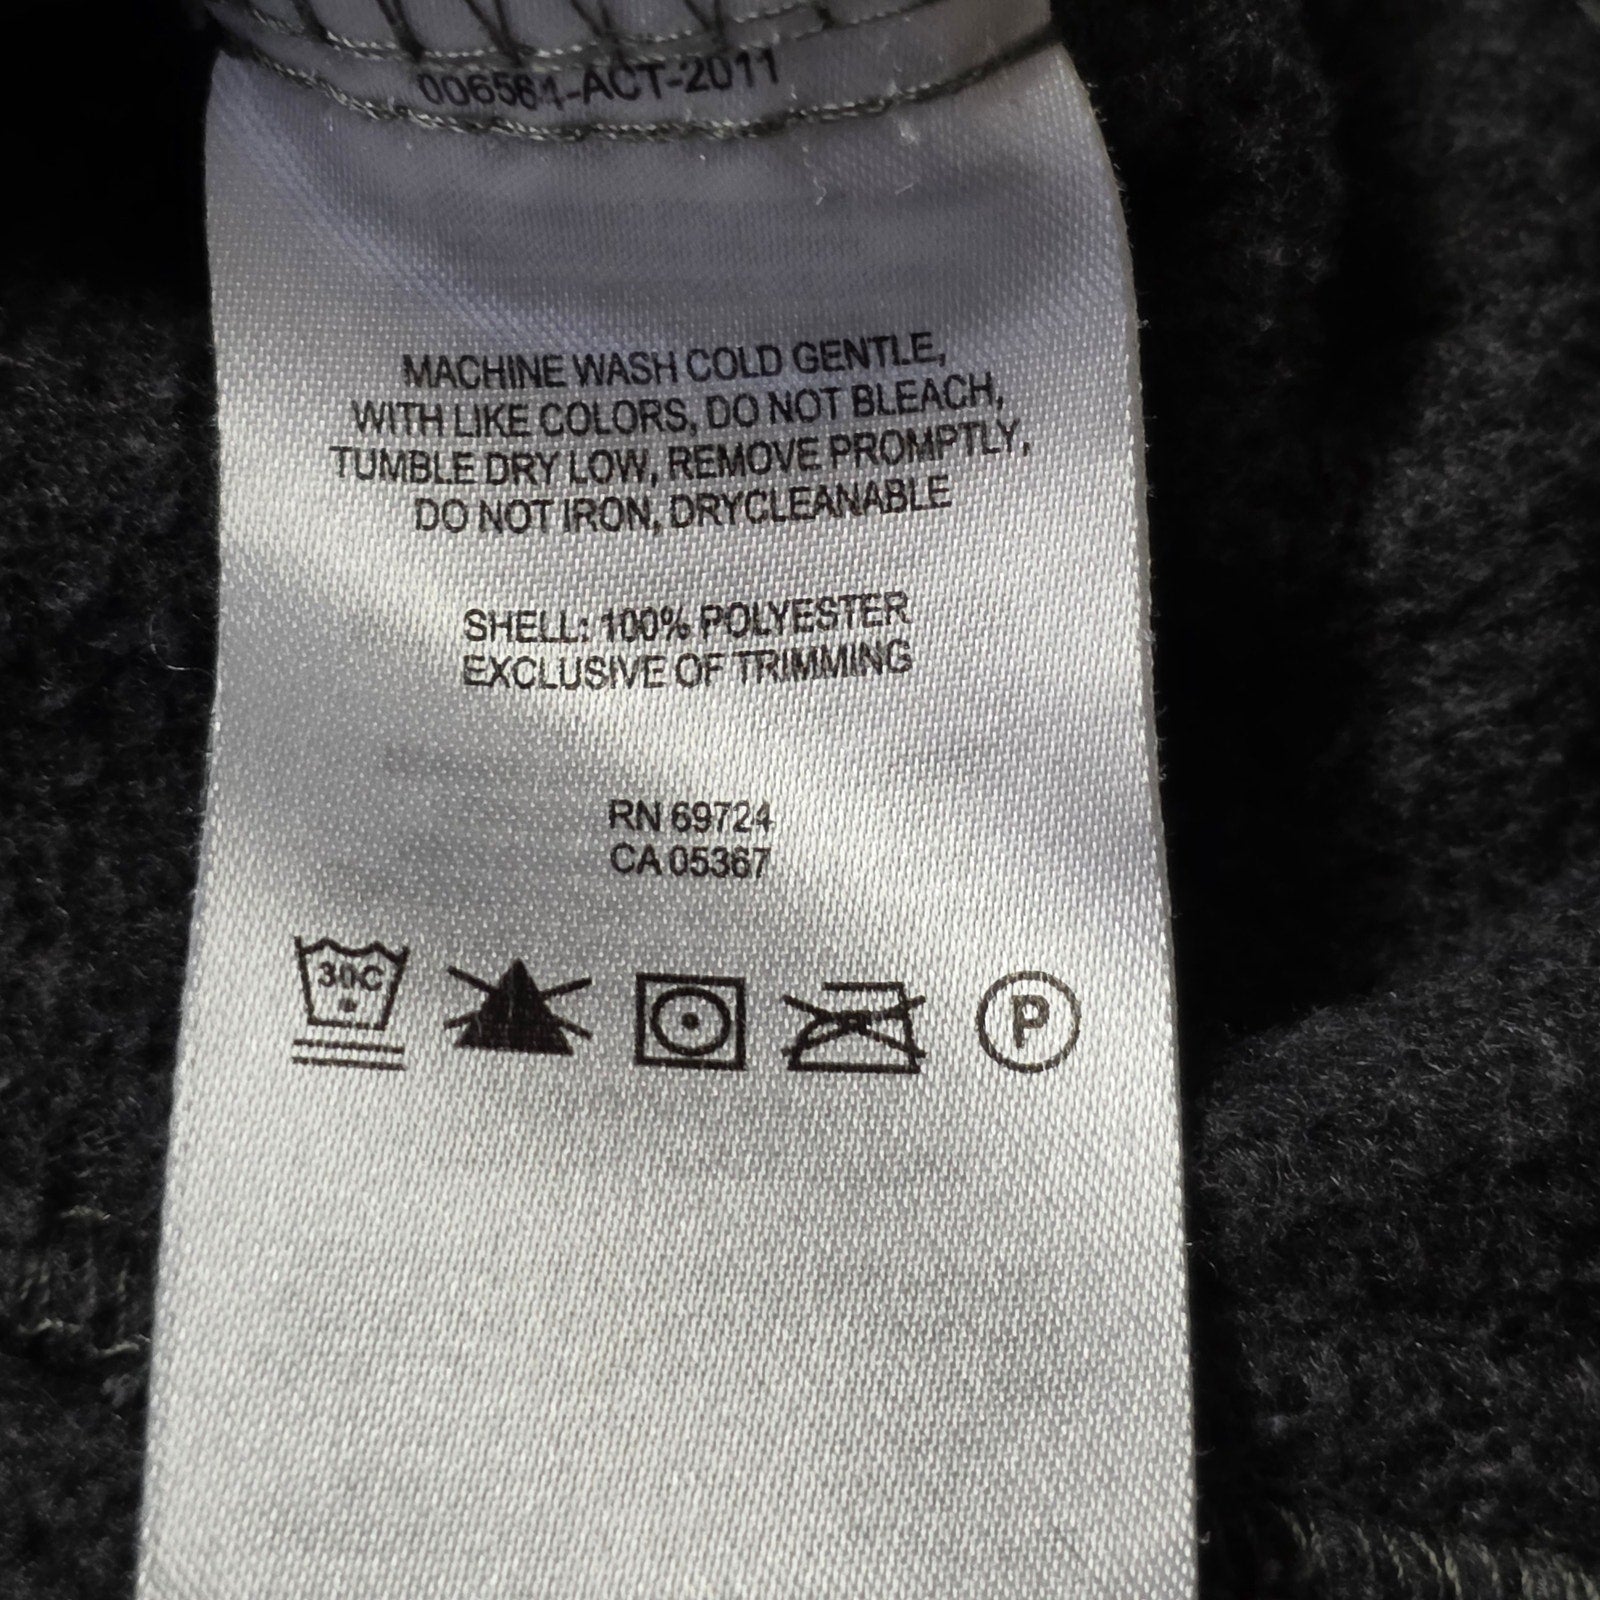 006561-ACT-2011
MACHINE WASH COLD GENTLE,
WITH LIKE COLORS, DO NOT BLEACH,
TUMBLE DRY LOW, REMOVE PROMPTLY,
DO NOT IRON, DRYCLEANABLE
SHELL: 100% POLYESTER
EXCLUSIVE OF TRIMMING
RN 69724
CA 05367
30C
P